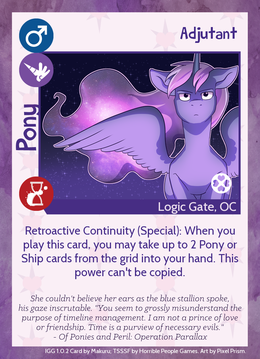 Adjutant
Pony
Logic Gate, OC
Retroactive Continuity (Special): When you
play this card, you may take up to 2 Pony or
Ship cards from the grid into your hand. This
power can't be copied.
She couldn't believe her ears as the blue stallion spoke,
his gaze inscrutable. "You seem to grossly misunderstand the
purpose of timeline management. I am not a prince of love
or friendship. Time is a purview of necessary evils."
- Of Ponies and Peril: Operation Parallax
IGG 1.0.2 Card by Makuru, TSSSF by Horrible People Games. Art by Pixel Prism.